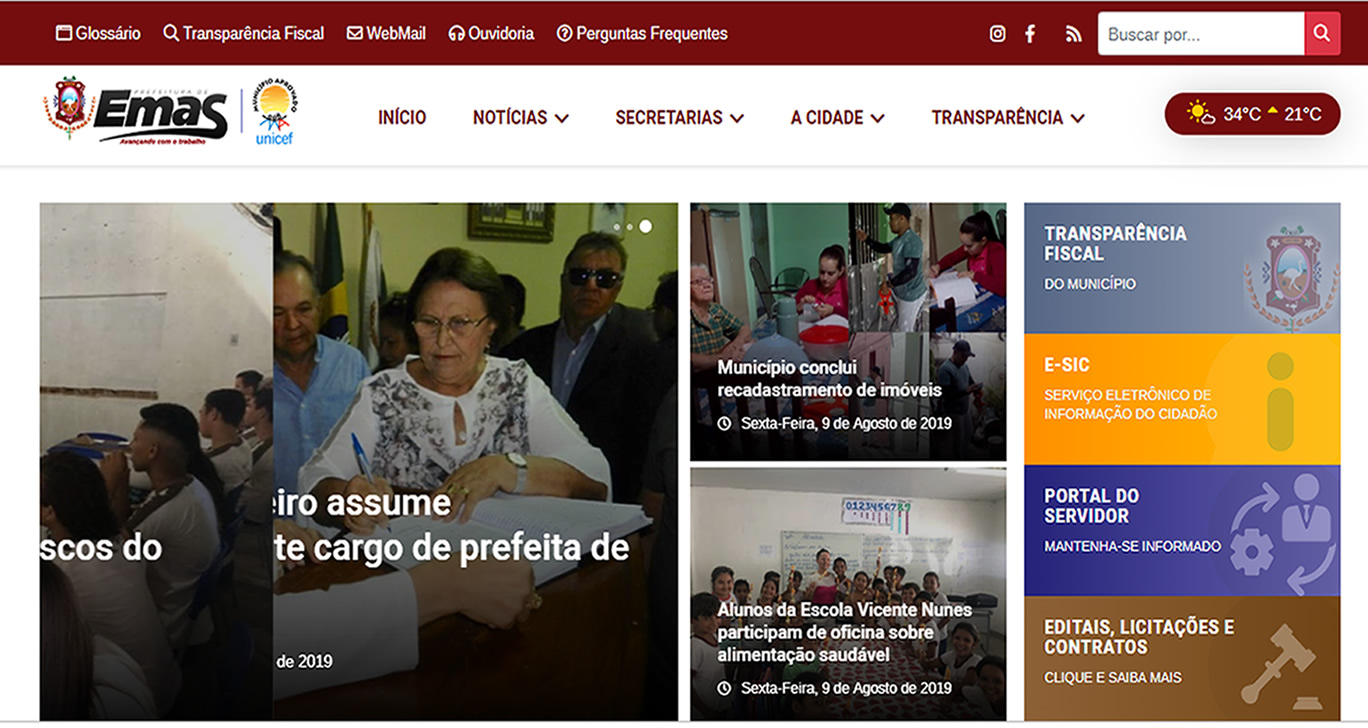 Glossário Transparência Fiscal WebMail Ouvidoria Perguntas Frequentes
Buscar por...
PREFEITURA DE
Emas
Avançando com o trabalho
MUNICÍPIO APROVADO
unicef
INÍCIO NOTÍCIAS SECRETARIAS A CIDADE TRANSPARÊNCIA
34°C 21°C
scos do
eiro assume
te cargo de prefeita de
de 2019
Município conclui
recadastramento de imóveis
Sexta-Feira, 9 de Agosto de 2019
0123456789
Alunos da Escola Vicente Nunes
participam de oficina sobre
alimentação saudável
Sexta-Feira, 9 de Agosto de 2019
TRANSPARÊNCIA
FISCAL
DO MUNICÍPIO
E-SIC
SERVIÇO ELETRÔNICO DE
INFORMAÇÃO DO CIDADÃO
PORTAL DO
SERVIDOR
MANTENHA-SE INFORMADO
EDITAIS, LICITAÇÕES E
CONTRATOS
CLIQUE E SAIBA MAIS